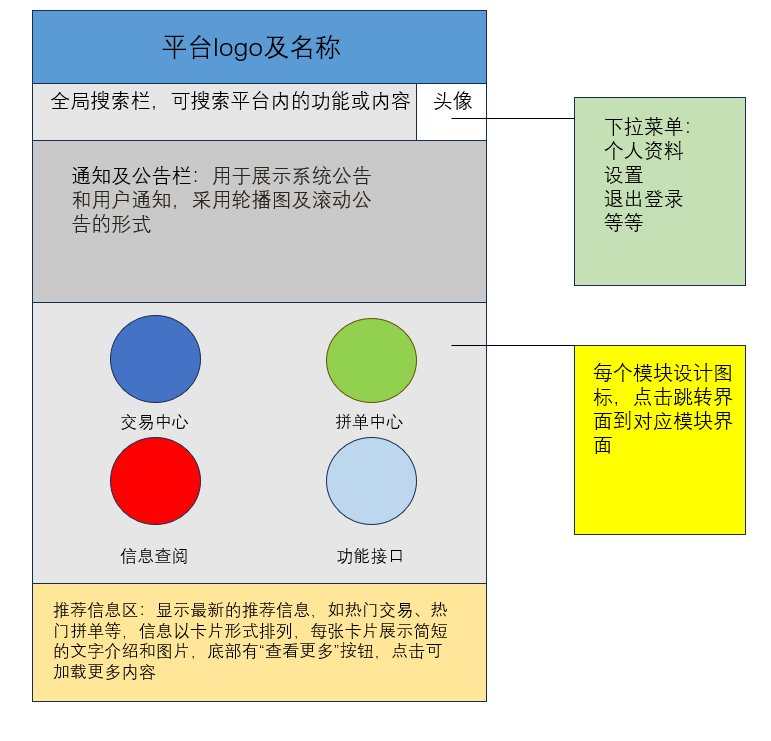 平台logo及名称
全局搜索栏，可搜索平台内的功能或内容
头像
下拉菜单：
个人资料
设置
退出登录
等等
通知及公告栏：用于展示系统公告
和用户通知，采用轮播图及滚动公
告的形式
每个模块设计图
标，点击跳转界
面到对应模块界
面
交易中心
拼单中心
信息查阅
功能接口
推荐信息区：显示最新的推荐信息，如热门交易、热
门拼单等，信息以卡片形式排列，每张卡片展示简短
的文字介绍和图片，底部有“查看更多”按钮，点击可
加载更多内容